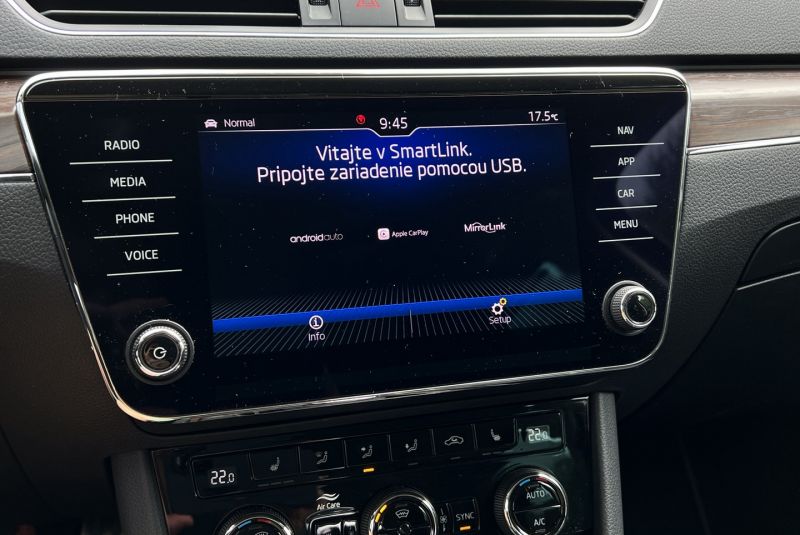 Normal
9:45
17.5°C
Vitajte v SmartLink.
Pripojte zariadenie pomocou USB.
androidauto
Apple CarPlay
MirrorLink
Info
Setup
RADIO
MEDIA
PHONE
VOICE
NAV
APP
CAR
MENU
22.0
22.0
Air Care
SYNC
AUTO
A/C